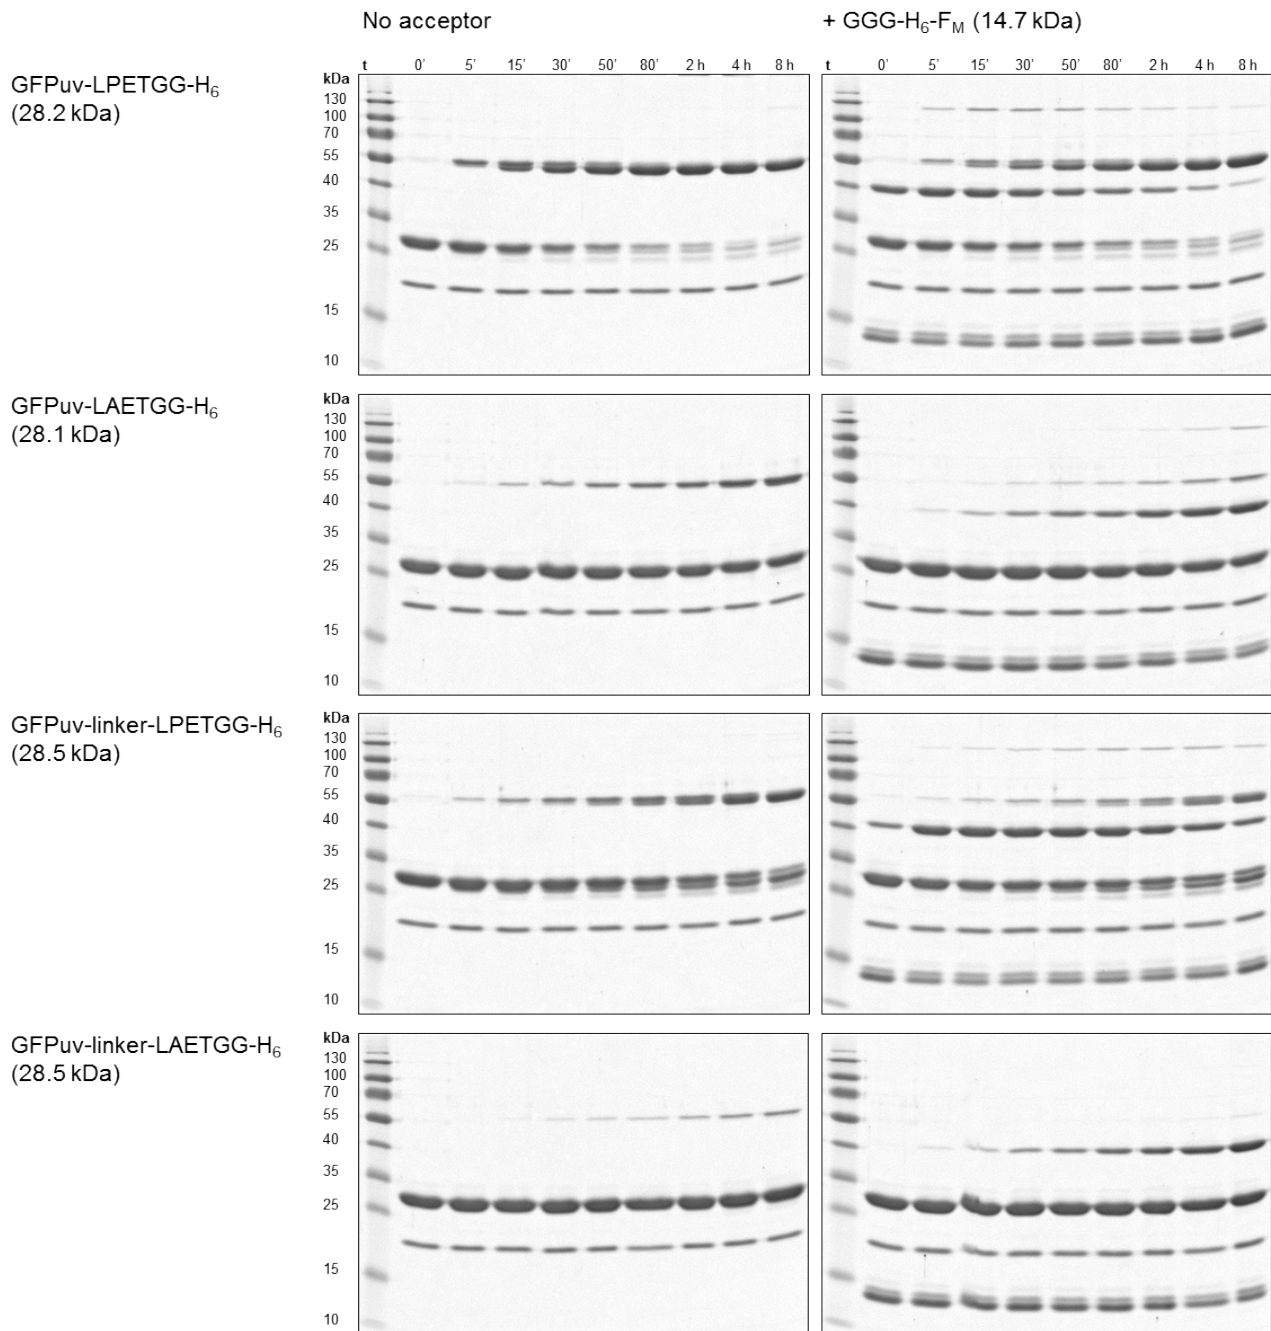 No acceptor
+ GGG-H₆-F_M (14.7 kDa)
t 0' 5' 15' 30' 50' 80' 2 h 4 h 8 h
t 0' 5' 15' 30' 50' 80' 2 h 4 h 8 h
GFPuv-LPETGG-H₆
(28.2 kDa)
kDa
130
100
70
55
40
35
25
15
10
GFPuv-LAETGG-H₆
(28.1 kDa)
kDa
130
100
70
55
40
35
25
15
10
GFPuv-linker-LPETGG-H₆
(28.5 kDa)
kDa
130
100
70
55
40
35
25
15
10
GFPuv-linker-LAETGG-H₆
(28.5 kDa)
kDa
130
100
70
55
40
35
25
15
10